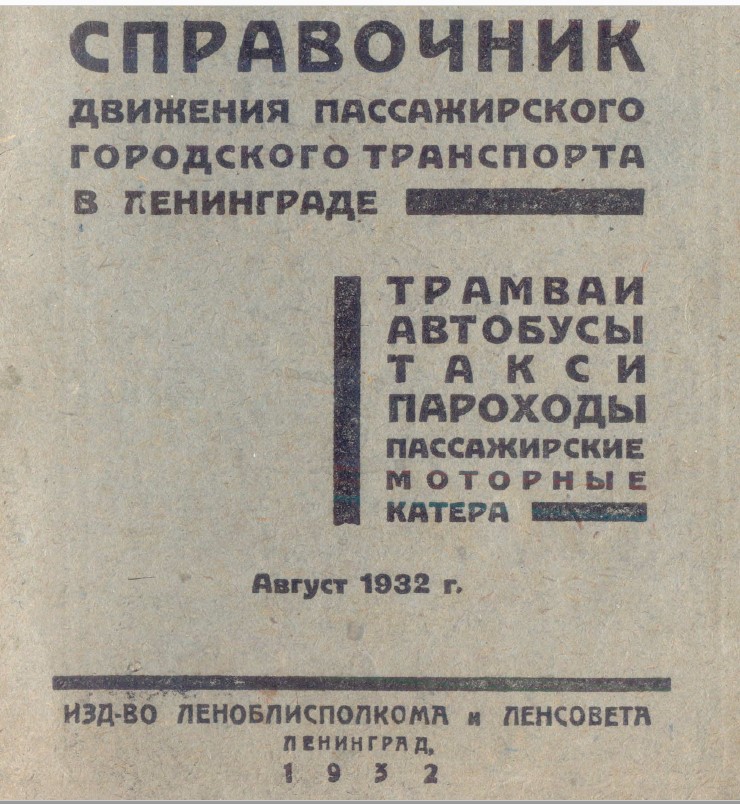 СПРАВОЧНИК
ДВИЖЕНИЯ ПАССАЖИРСКОГО
ГОРОДСКОГО ТРАНСПОРТА
В ЛЕНИНГРАДЕ
ТРАМВАИ
АВТОБУСЫ
ТАКСИ
ПАРОХОДЫ
ПАССАЖИРСКИЕ
МОТОРНЫЕ
КАТЕРА
Август 1932 г.
ИЗД-ВО ЛЕНОБЛИСПОЛКОМА и ЛЕНСОВЕТА
ЛЕНИНГРАД,
1932